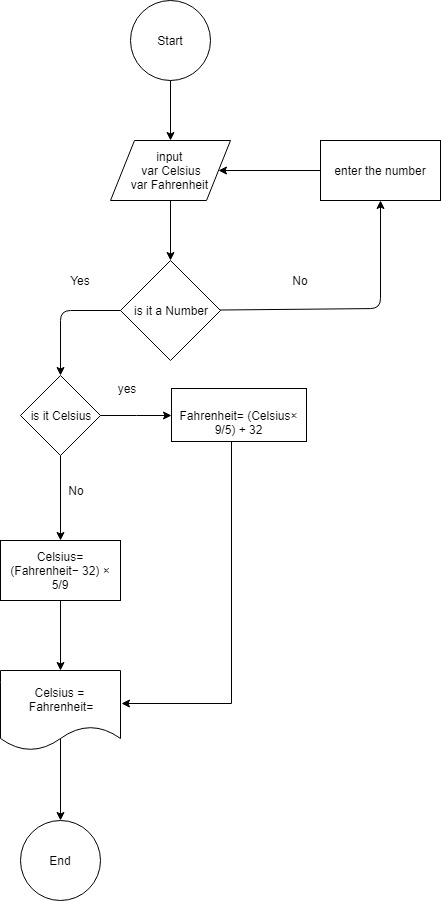 Start
input
var Celsius
var Fahrenheit
enter the number
Yes
No
is it a Number
yes
is it Celsius
Fahrenheit= (Celsius×
9/5) + 32
No
Celsius=
(Fahrenheit− 32) ×
5/9
Celsius =
Fahrenheit=
End